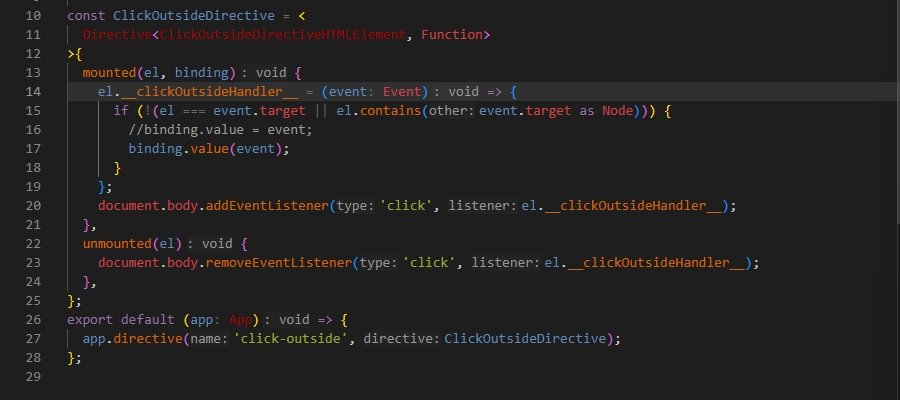 10 const ClickOutsideDirective = <
11 Directive<ClickOutsideDirectiveHTMLElement, Function>
12 >{
13 mounted(el, binding): void {
14 el.__clickOutsideHandler__ = (event: Event): void => {
15 if (!(el === event.target || el.contains(other: event.target as Node))) {
16 //binding.value = event;
17 binding.value(event);
18 }
19 };
20 document.body.addEventListener(type: 'click', listener: el.__clickOutsideHandler__);
21 },
22 unmounted(el): void {
23 document.body.removeEventListener(type: 'click', listener: el.__clickOutsideHandler__);
24 },
25 };
26 export default (app: App): void => {
27 app.directive(name: 'click-outside', directive: ClickOutsideDirective);
28 };
29